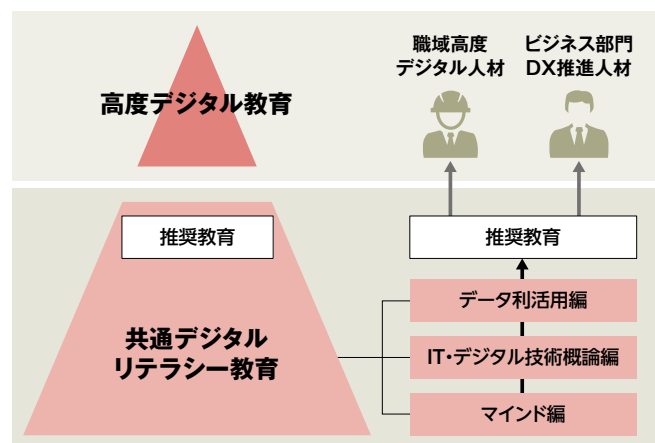 職域高度
デジタル人材
ビジネス部門
DX推進人材
高度デジタル教育
推奨教育
推奨教育
データ利活用編
共通デジタル
リテラシー教育
IT・デジタル技術概論編
マインド編